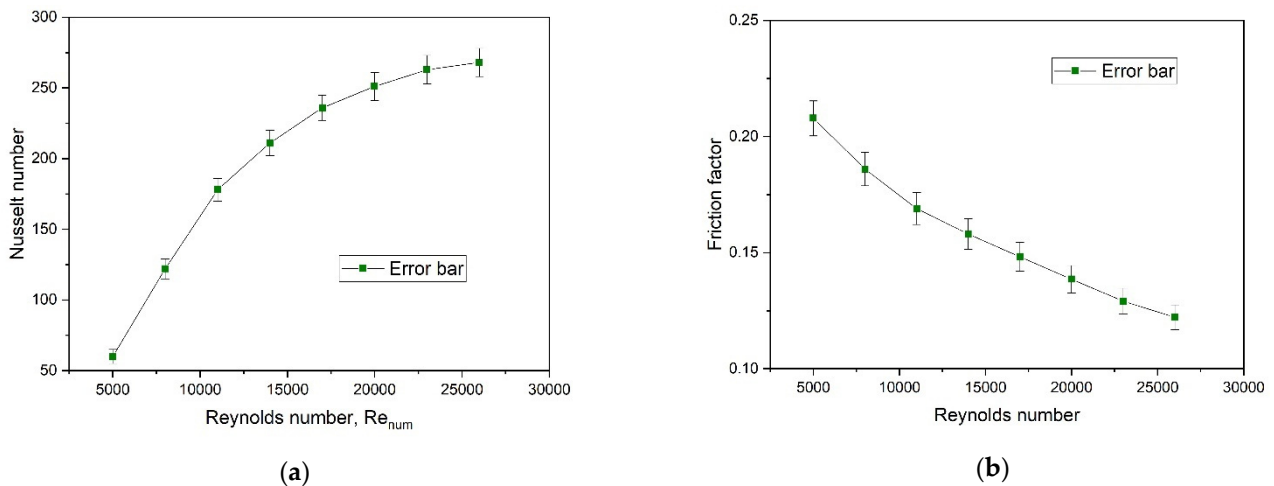 300
250
200
150
100
50
Nusselt number
Error bar
5000 10000 15000 20000 25000 30000
Reynolds number, Renum
(a)
0.25
0.20
0.15
0.10
Friction factor
Error bar
5000 10000 15000 20000 25000 30000
Reynolds number
(b)